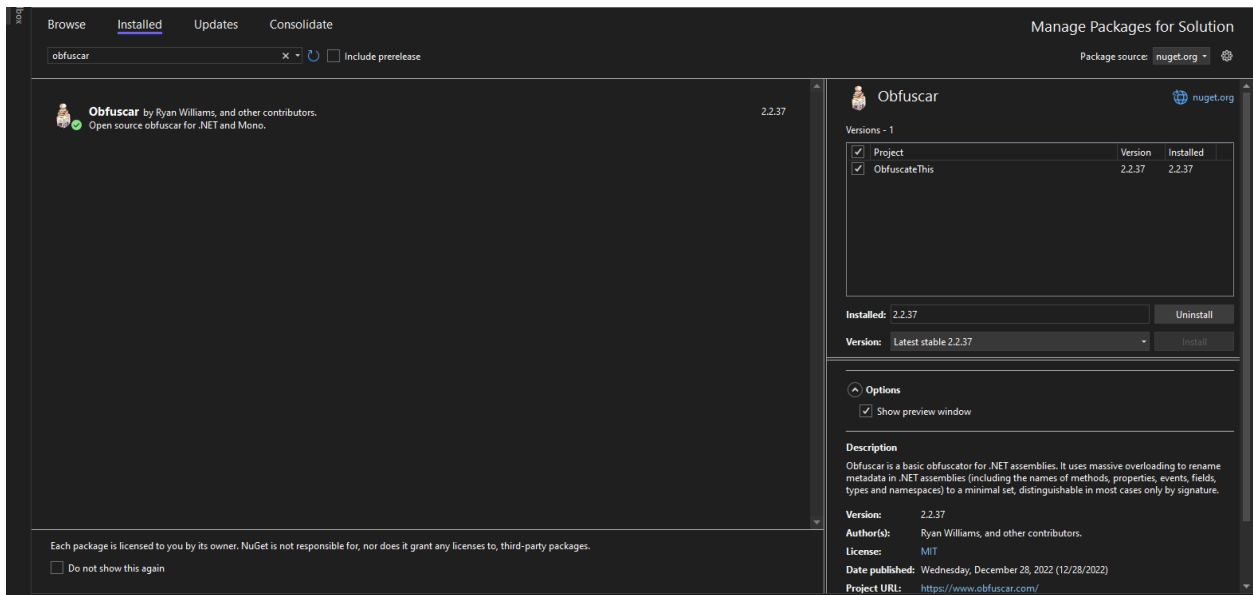 box
Browse Installed Updates Consolidate
Manage Packages for Solution
obfuscar
Include prerelease
Package source: nuget.org
Obfuscar by Ryan Williams, and other contributors.
2.2.37
Open source obfuscar for .NET and Mono.
Obfuscar
nuget.org
Versions - 1
Project Version Installed
ObfuscateThis 2.2.37 2.2.37
Installed: 2.2.37 Uninstall
Version: Latest stable 2.2.37 Install
Options
Show preview window
Description
Obfuscar is a basic obfuscator for .NET assemblies. It uses massive overloading to rename
metadata in .NET assemblies (including the names of methods, properties, events, fields,
types and namespaces) to a minimal set, distinguishable in most cases only by signature.
Version: 2.2.37
Author(s): Ryan Williams, and other contributors.
License: MIT
Date published: Wednesday, December 28, 2022 (12/28/2022)
Project URL: https://www.obfuscar.com/
Each package is licensed to you by its owner. NuGet is not responsible for, nor does it grant any licenses to, third-party packages.
Do not show this again